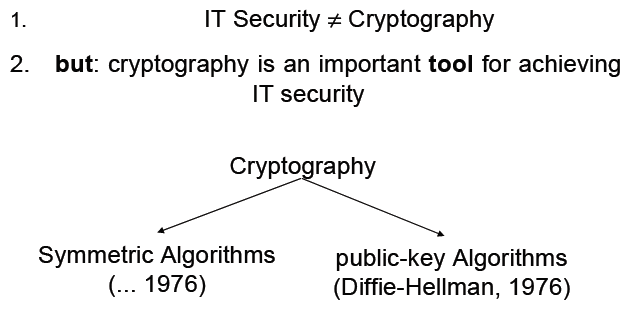 1. IT Security ≠ Cryptography
2. but: cryptography is an important tool for achieving
IT security
Cryptography
Symmetric Algorithms
(... 1976)
public-key Algorithms
(Diffie-Hellman, 1976)